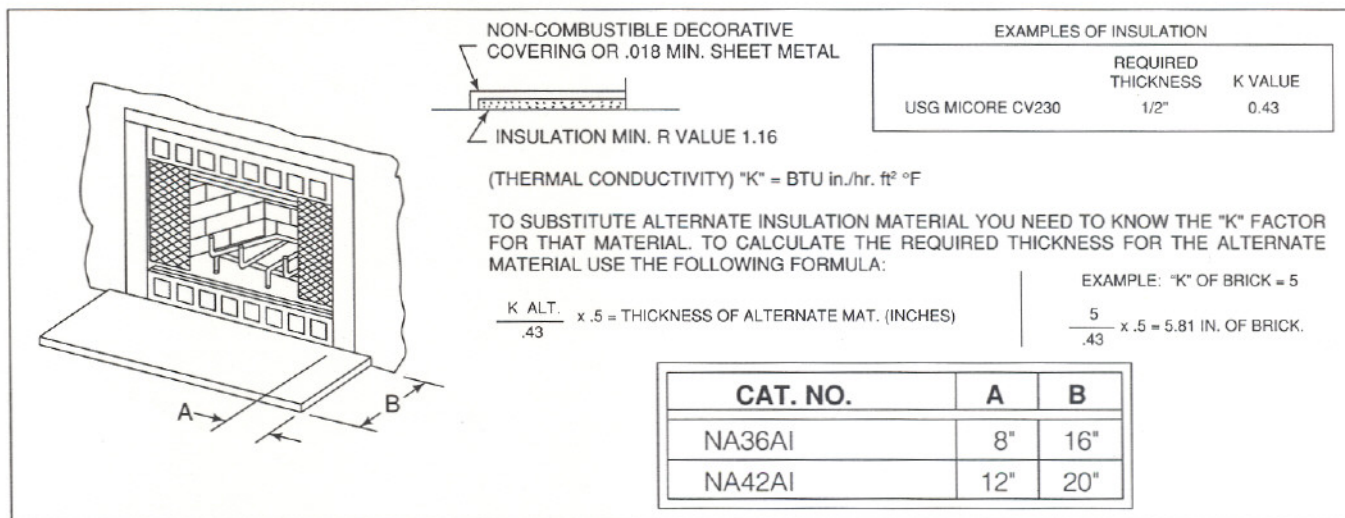 NON-COMBUSTIBLE DECORATIVE
COVERING OR .018 MIN. SHEET METAL
INSULATION MIN. R VALUE 1.16
EXAMPLES OF INSULATION
REQUIRED
THICKNESS K VALUE
USG MICORE CV230 1/2" 0.43
(THERMAL CONDUCTIVITY) "K" = BTU in./hr. ft² °F
TO SUBSTITUTE ALTERNATE INSULATION MATERIAL YOU NEED TO KNOW THE "K" FACTOR
FOR THAT MATERIAL. TO CALCULATE THE REQUIRED THICKNESS FOR THE ALTERNATE
MATERIAL USE THE FOLLOWING FORMULA:
K ALT.
.43
x .5 = THICKNESS OF ALTERNATE MAT. (INCHES)
EXAMPLE: "K" OF BRICK = 5
5
.43
x .5 = 5.81 IN. OF BRICK.
A
B
CAT. NO. A B
NA36AI 8" 16"
NA42AI 12" 20"